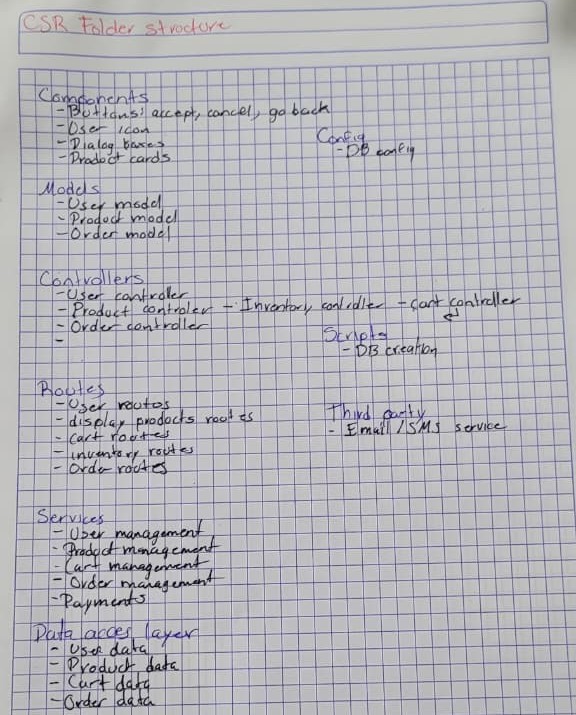 CSR Folder structure
Components
- Buttons: accept, cancel, go back
- User icon
- Dialog boxes
- Product cards
Config
- DB config
Models
- User model
- Product model
- Order model
Controllers
- User controller
- Product controler - Inventory controller - Cart controller
- Order controller
-
Scripts
- DB creation
Routes
- User routes
- display products routes
- Cart routes
- inventory routes
- Order routes
Third party
- Email / SMS service
Services
- User management
- Product management
- Cart management
- Order management
- Payments
Data acces layer
- User data
- Product data
- Cart data
- Order data